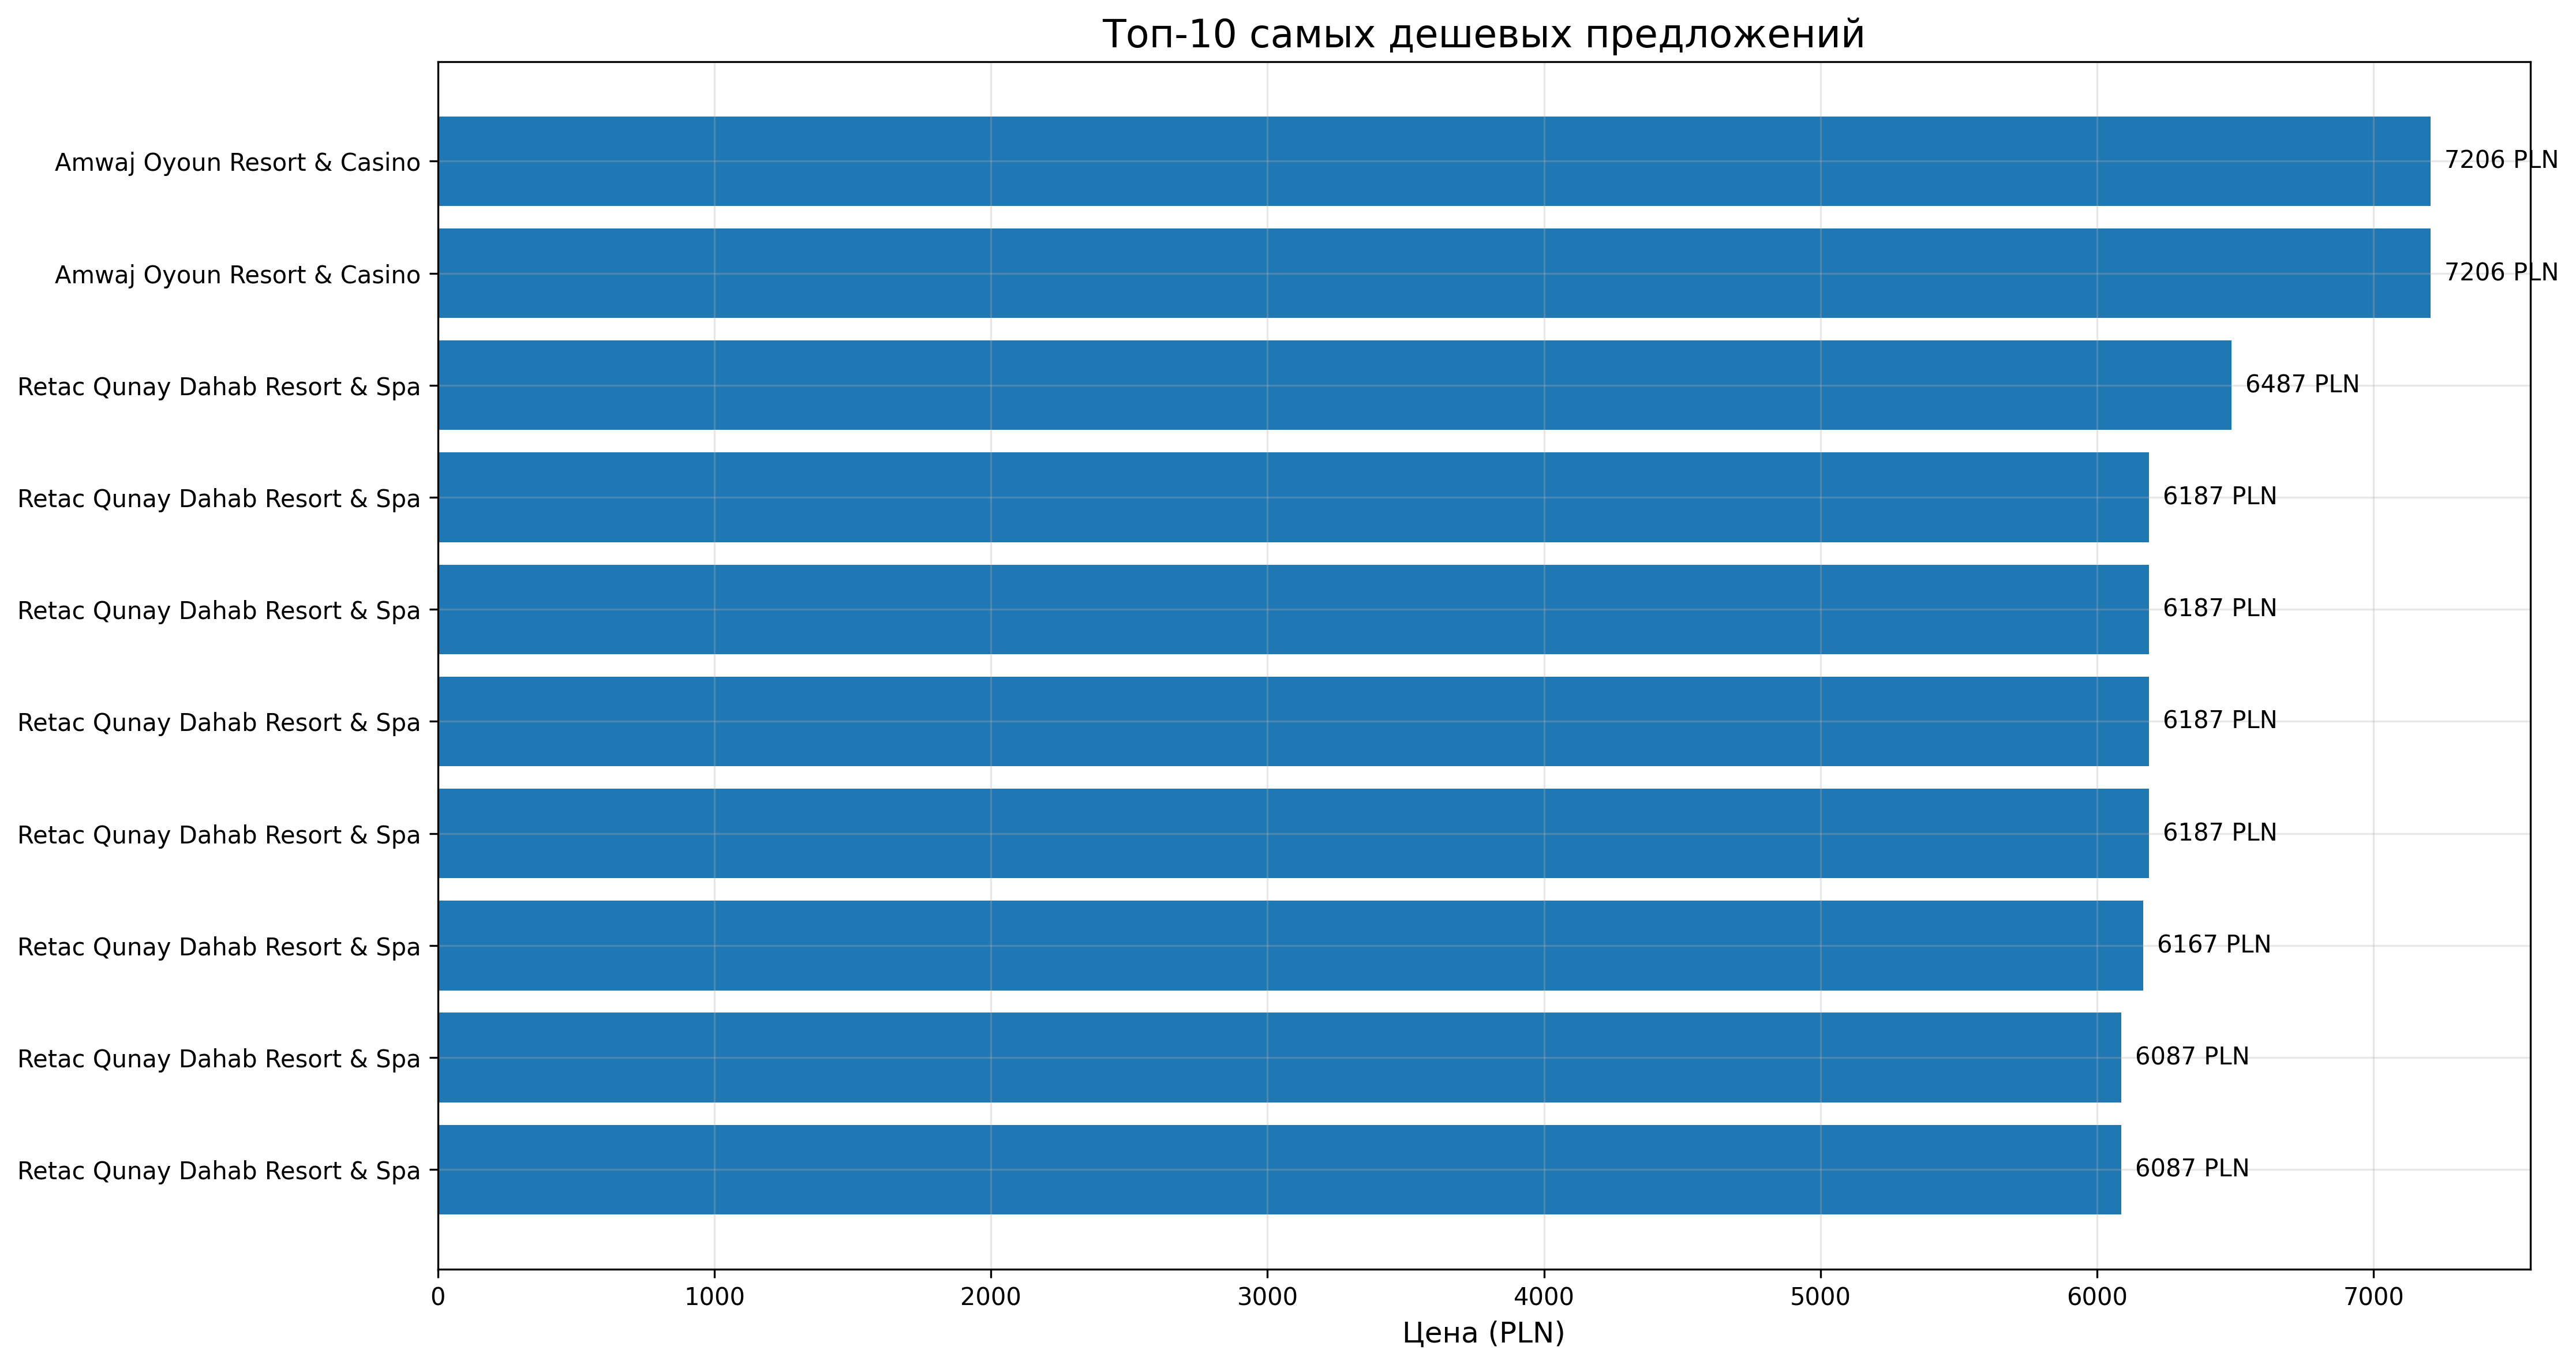 Топ-10 самых дешевых предложений
Amwaj Oyoun Resort & Casino 7206 PLN
Amwaj Oyoun Resort & Casino 7206 PLN
Retac Qunay Dahab Resort & Spa 6487 PLN
Retac Qunay Dahab Resort & Spa 6187 PLN
Retac Qunay Dahab Resort & Spa 6187 PLN
Retac Qunay Dahab Resort & Spa 6187 PLN
Retac Qunay Dahab Resort & Spa 6187 PLN
Retac Qunay Dahab Resort & Spa 6167 PLN
Retac Qunay Dahab Resort & Spa 6087 PLN
Retac Qunay Dahab Resort & Spa 6087 PLN
0 1000 2000 3000 4000 5000 6000 7000
Цена (PLN)